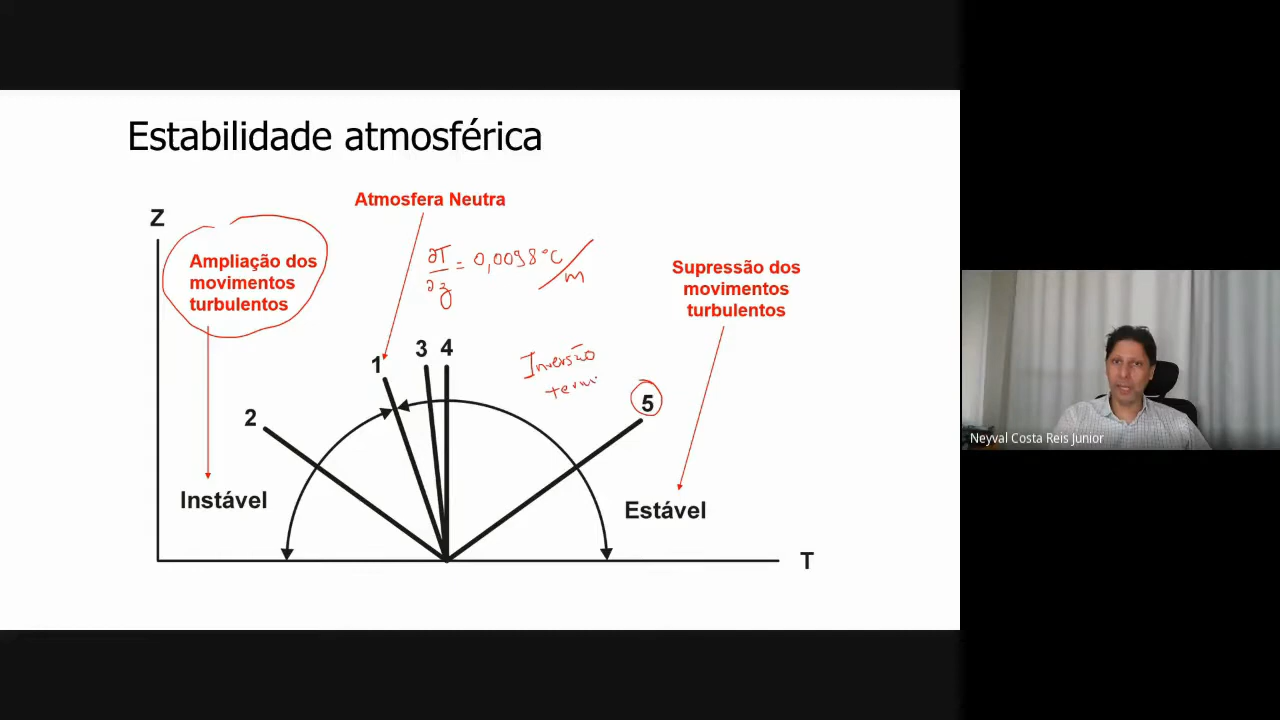 Estabilidade atmosférica
Atmosfera Neutra
Z
Ampliação dos
movimentos
turbulentos
∂T
∂z
= 0,0098 °C/m
Supressão dos
movimentos
turbulentos
1
3
4
Inversão
term
2
5
Instável
Estável
T
Neyval Costa Reis Junior